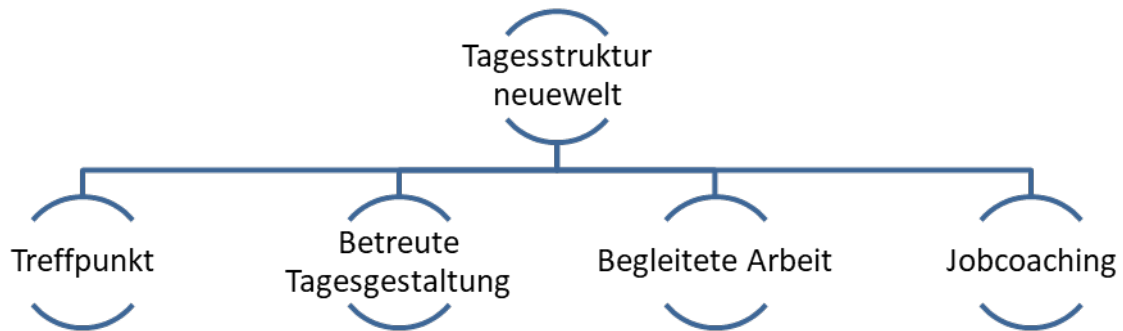 Tagesstruktur
neuewelt
Treffpunkt
Betreute
Tagesgestaltung
Begleitete Arbeit
Jobcoaching